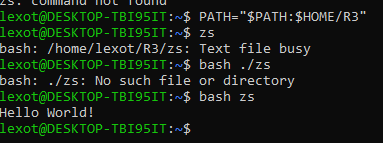 zs: command not found
lexot@DESKTOP-TBI95IT:~$ PATH="$PATH:$HOME/R3"
lexot@DESKTOP-TBI95IT:~$ zs
bash: /home/lexot/R3/zs: Text file busy
lexot@DESKTOP-TBI95IT:~$ bash ./zs
bash: ./zs: No such file or directory
lexot@DESKTOP-TBI95IT:~$ bash zs
Hello World!
lexot@DESKTOP-TBI95IT:~$